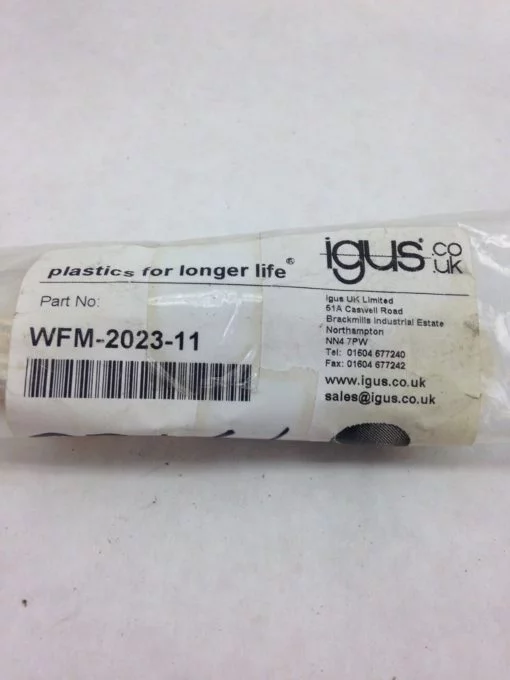 plastics for longer life®
igus® .co
.uk
Part No:
WFM-2023-11
igus UK Limited
51A Caswell Road
Brackmills Industrial Estate
Northampton
NN4 7PW
Tel: 01604 677240
Fax: 01604 677242
www.igus.co.uk
sales@igus.co.uk